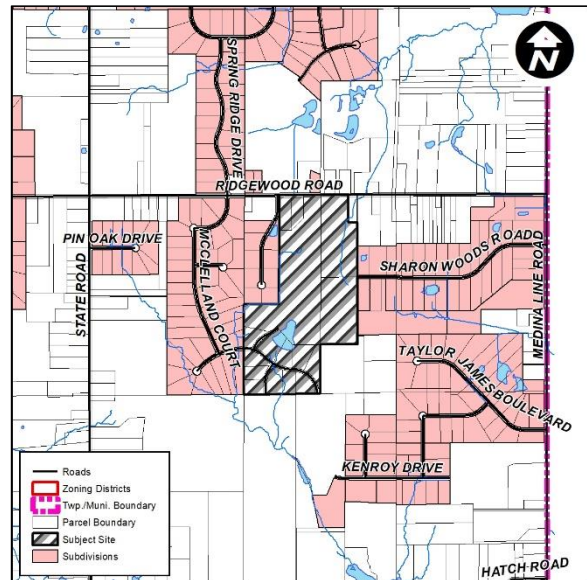 N
SPRING RIDGE DRIVE
RIDGEWOOD ROAD
PIN OAK DRIVE
MCCLELLAND COURT
SHARON WOODS ROAD
STATE ROAD
MEDINA LINE ROAD
TAYLOR JAMES BOULEVARD
KENROY DRIVE
HATCH ROAD
Roads
Zoning Districts
Twp./Muni. Boundary
Parcel Boundary
Subject Site
Subdivisions